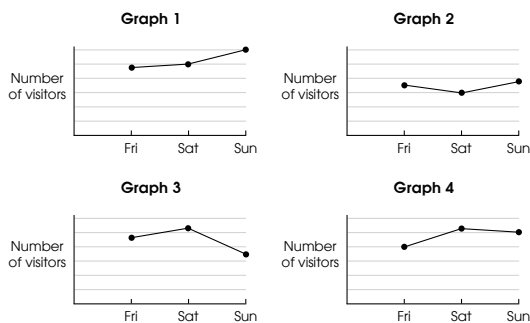 Graph 1
Number
of visitors
Fri Sat Sun
Graph 2
Number
of visitors
Fri Sat Sun
Graph 3
Number
of visitors
Fri Sat Sun
Graph 4
Number
of visitors
Fri Sat Sun